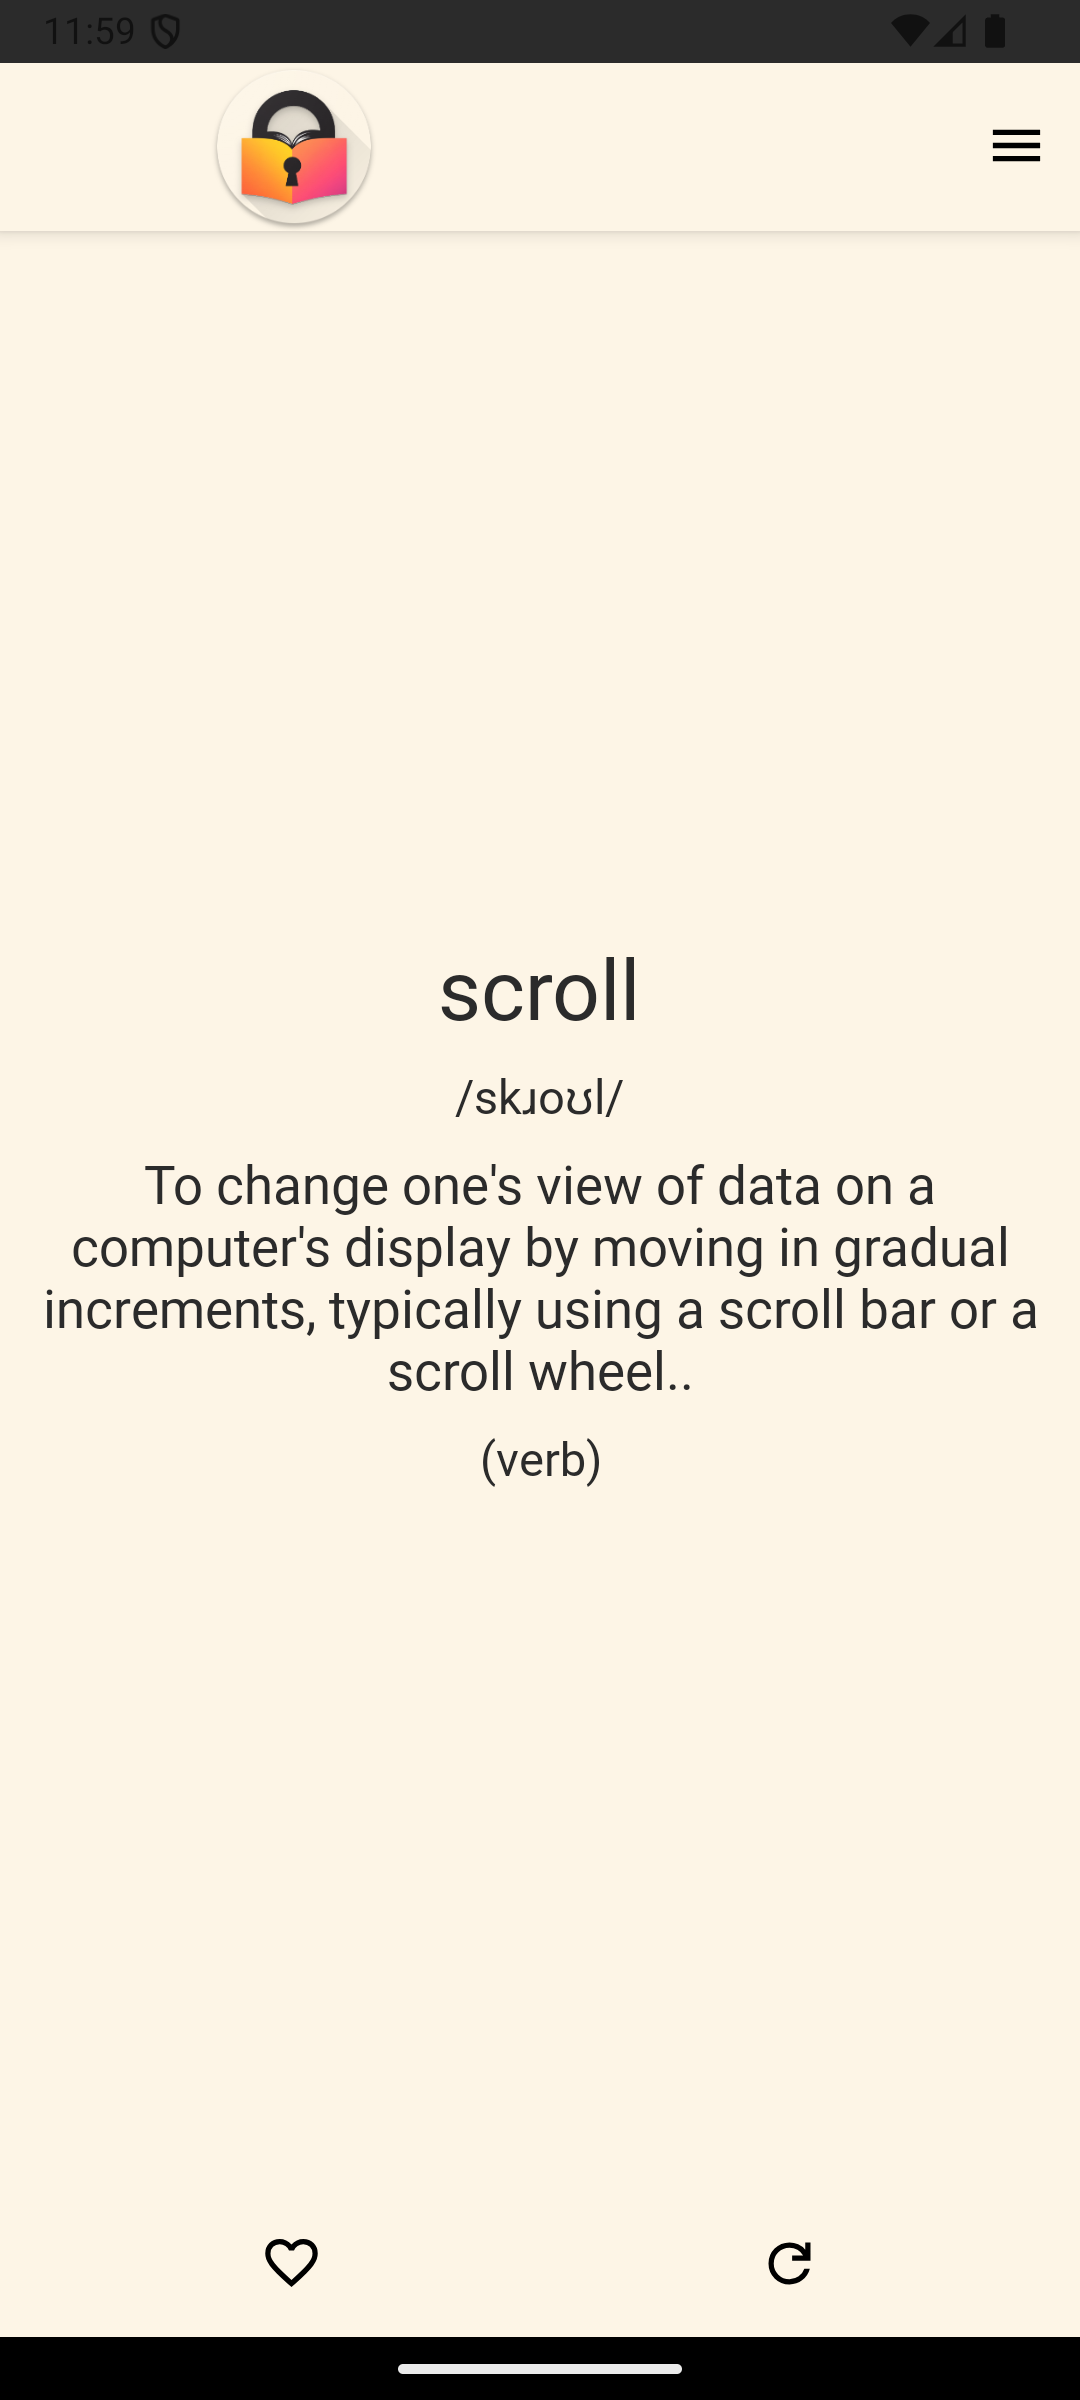 11:59
scroll
/skɹoʊl/
To change one's view of data on a
computer's display by moving in gradual
increments, typically using a scroll bar or a
scroll wheel..
(verb)